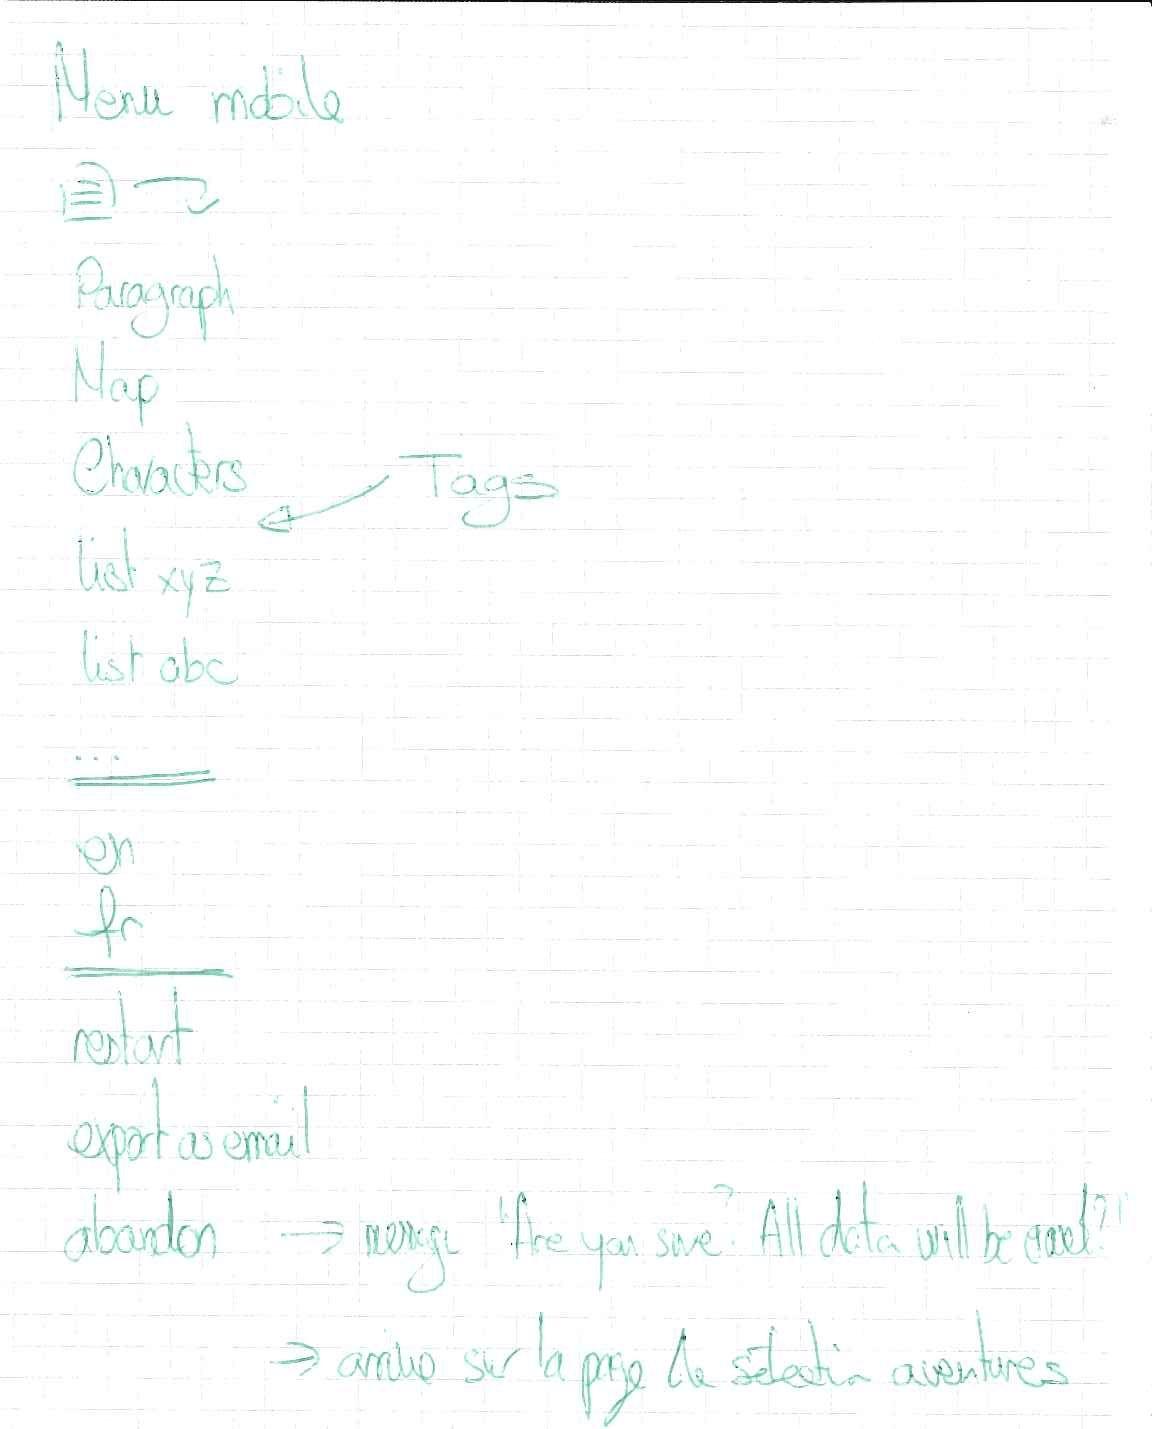 Menu mobile
Paragraph
Map
Characters
Tags
list xyz
list abc
...
en
fr
restart
export as email
abandon → message "Are you sure? All data will be erased?"
→ arrive sur la page de sélection aventures